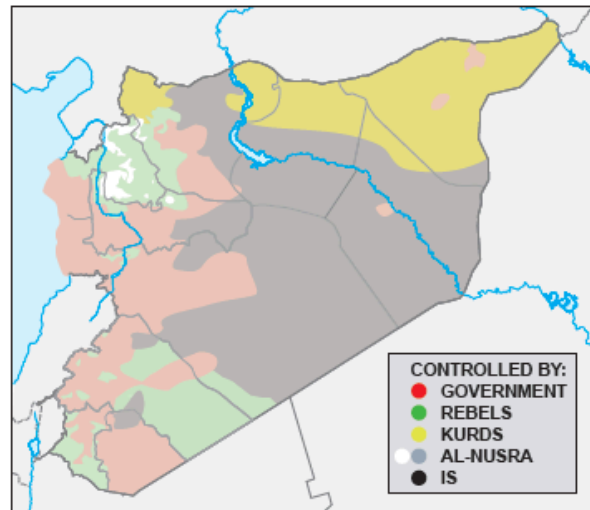 CONTROLLED BY:
GOVERNMENT
REBELS
KURDS
AL-NUSRA
IS